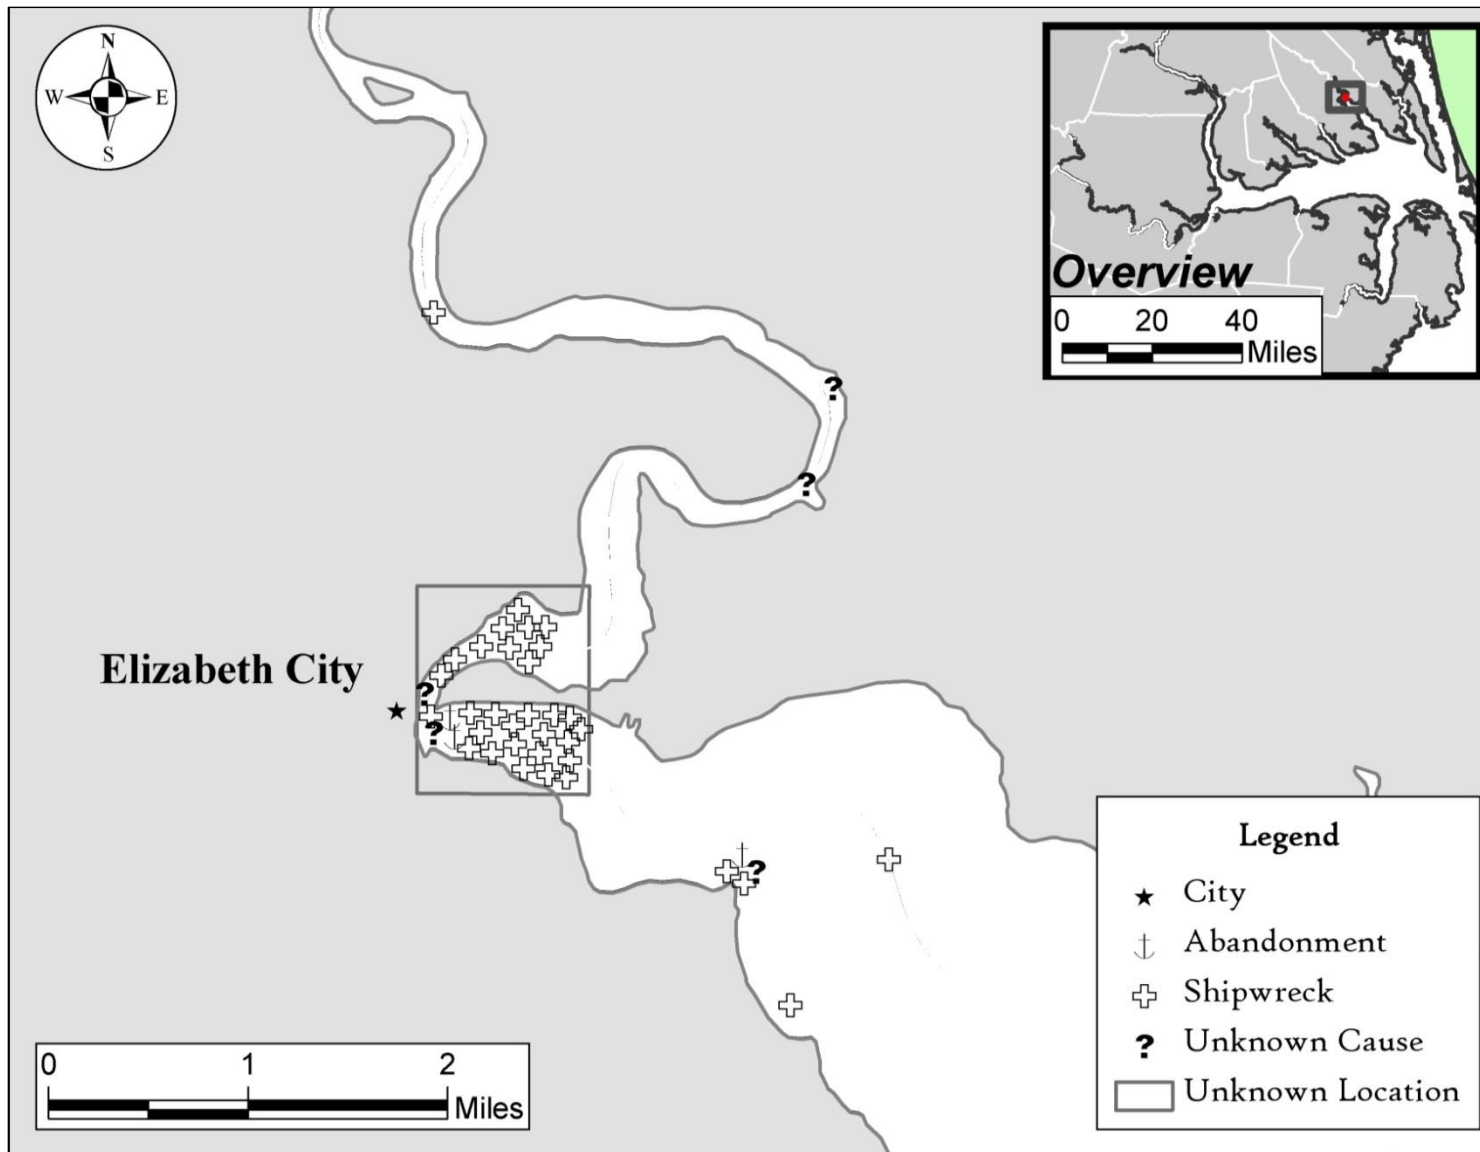 N
W E
S
Overview
0 20 40
Miles
Elizabeth City
Legend
City
Abandonment
Shipwreck
? Unknown Cause
Unknown Location
0 1 2
Miles
?
?
?
?
?